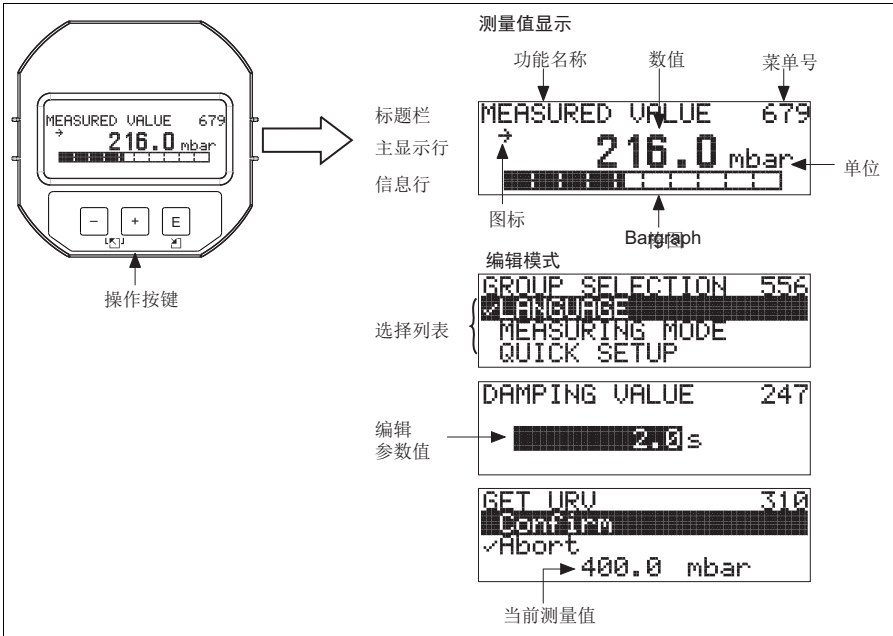 测量值显示
功能名称
数值
菜单号
MEASURED VALUE 679
216.0 mbar
- + E
操作按键
标题栏
主显示行
信息行
MEASURED VALUE 679
216.0 mbar
单位
图标
Bargraph
编辑模式
选择列表
GROUP SELECTION 556
✓LANGUAGE
MEASURING MODE
QUICK SETUP
编辑
参数值
DAMPING VALUE 247
2.0 s
GET URV 310
Confirm
✓Abort
400.0 mbar
当前测量值